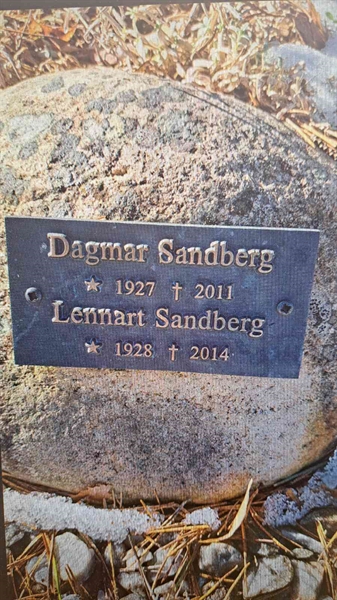 Dagmar Sandberg
★ 1927 † 2011
Lennart Sandberg
★ 1928 † 2014